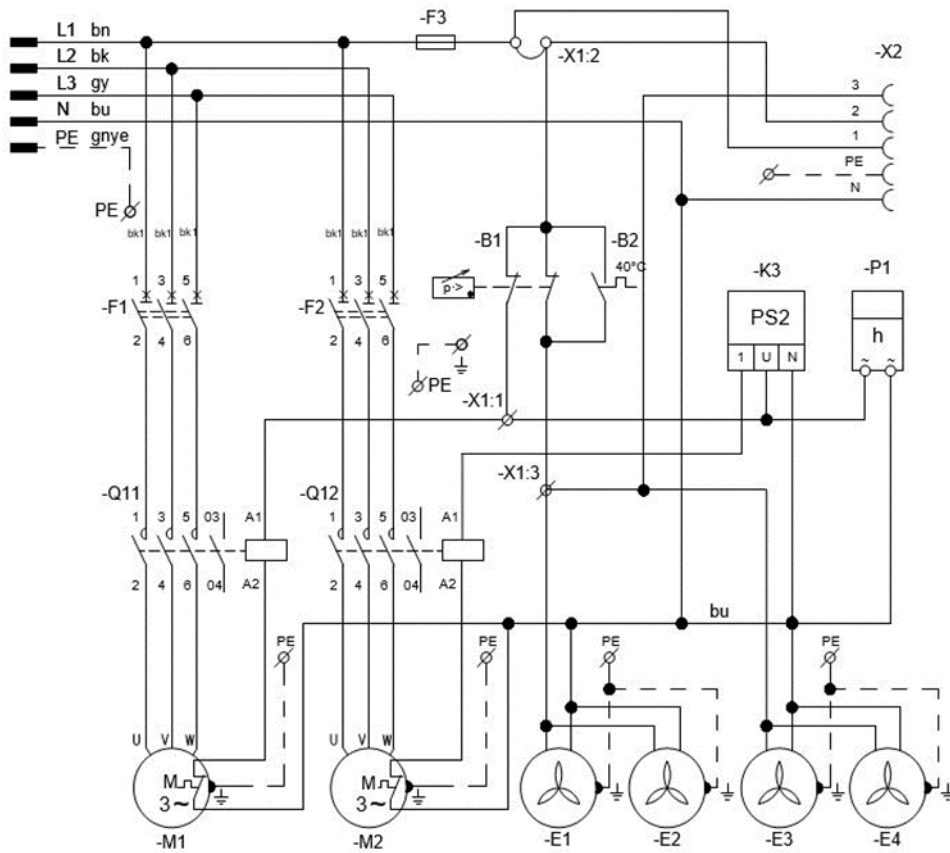 L1 bn
-F3
L2 bk
-X1:2
-X2
L3 gy
3
N bu
2
PE gnye
1
PE
PE
N
bk1 bk1 bk1
bk1 bk1 bk1
-B1
-B2
40°C
-K3
-P1
1 3 5
1 3 5
p->
-F1
-F2
PS2
h
2 4 6
2 4 6
1 U N
~ ~
PE
-X1:1
-X1:3
-Q11
-Q12
1 3 5 03 A1
1 3 5 03 A1
2 4 6 04 A2
2 4 6 04 A2
bu
PE
PE
PE
PE
U V W
U V W
M
3~
M
3~
-M1
-M2
-E1
-E2
-E3
-E4